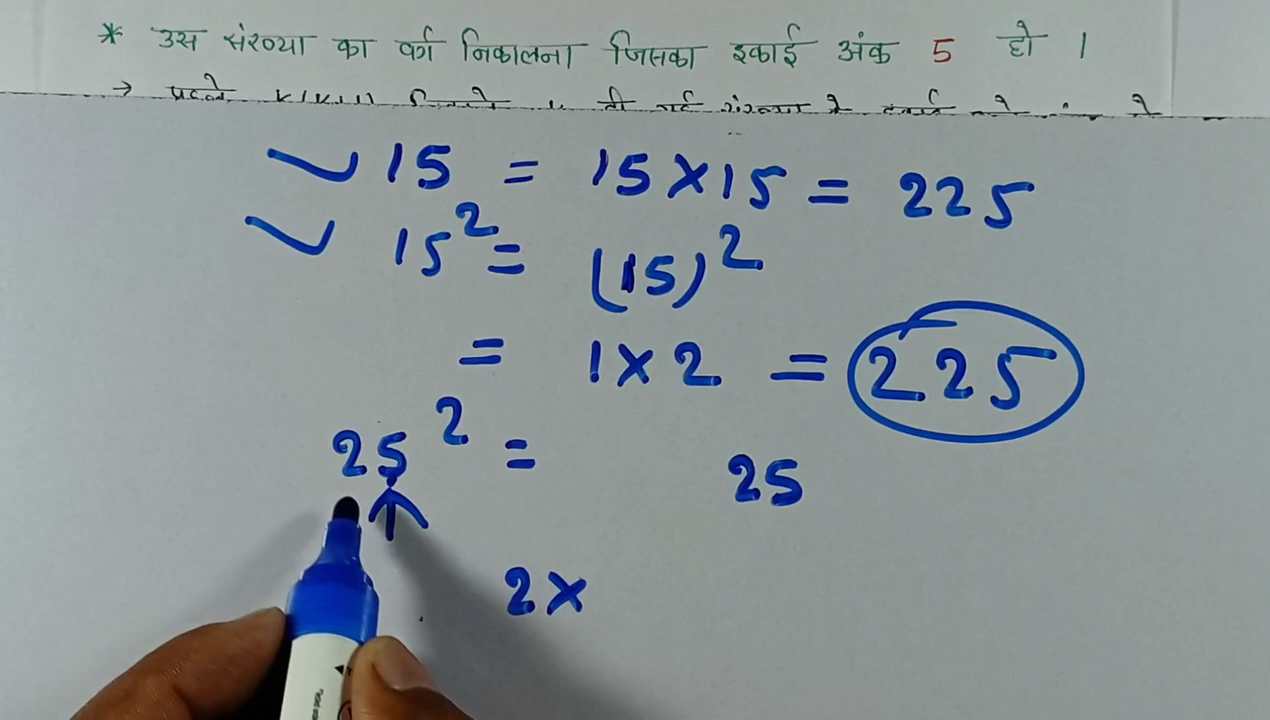 * उस संख्या का वर्ग निकालना जिसका इकाई अंक 5 हो ।
→ पहले
15 = 15×15 = 225
15² = (15)²
= 1×2 = 225
25² = 25
2×